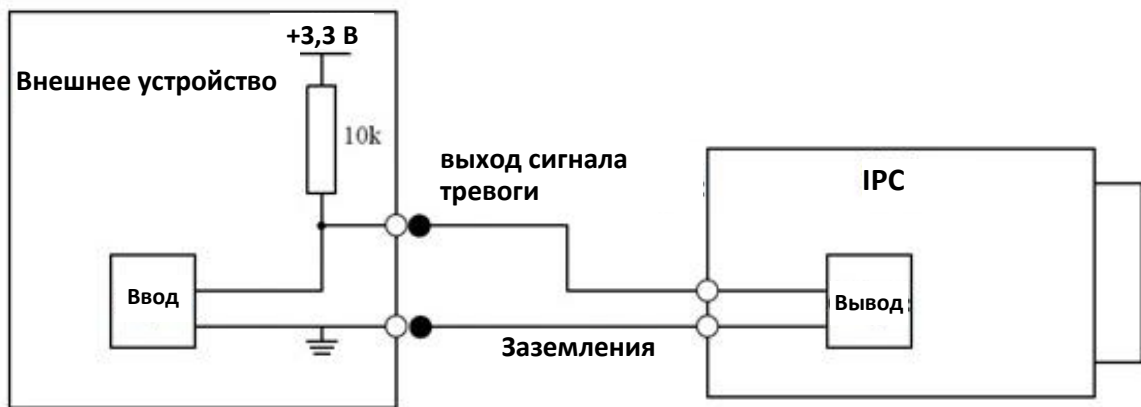 +3,3 В
Внешнее устройство
10k
выход сигнала
тревоги
IPC
Ввод
Вывод
Заземления